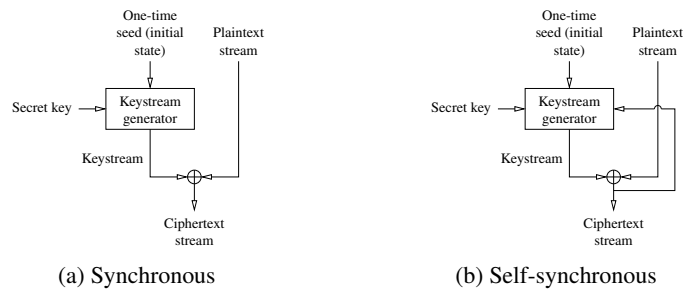 One-time
seed (initial
state)
Plaintext
stream
Secret key
Keystream
generator
Keystream
Ciphertext
stream
(a) Synchronous
One-time
seed (initial
state)
Plaintext
stream
Secret key
Keystream
generator
Keystream
Ciphertext
stream
(b) Self-synchronous